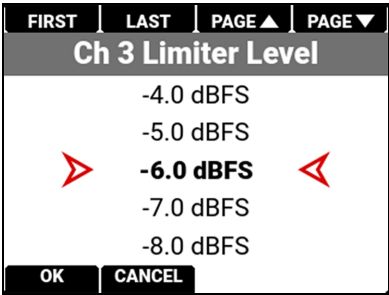 FIRST LAST PAGE▲ PAGE▼
Ch 3 Limiter Level
-4.0 dBFS
-5.0 dBFS
-6.0 dBFS
-7.0 dBFS
-8.0 dBFS
OK CANCEL